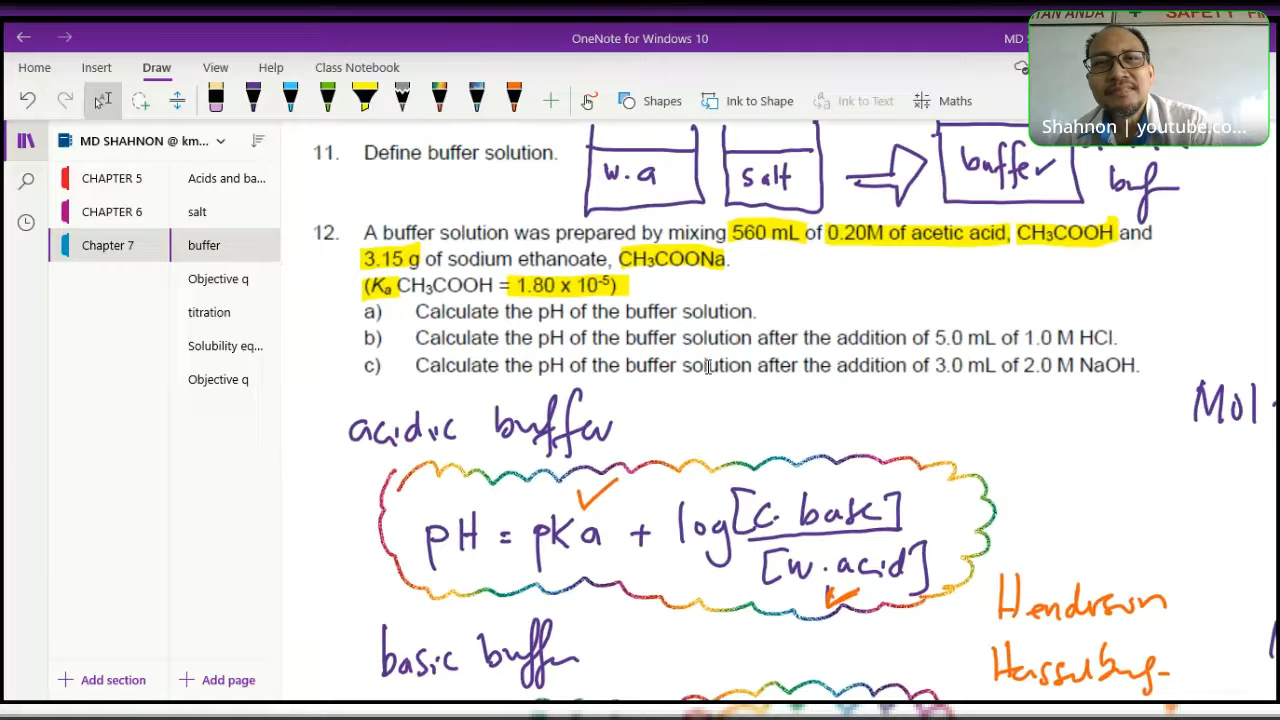 OneNote for Windows 10
MD S
TAN ANDA + SAFETY FI
Home Insert Draw View Help Class Notebook
Shapes Ink to Shape Ink to Text Maths
Shahnon | youtube.co...
MD SHAHNON @ km...
CHAPTER 5
CHAPTER 6
Chapter 7
Acids and ba...
salt
buffer
Objective q
titration
Solubility eq...
Objective q
+ Add section
+ Add page
11. Define buffer solution.
w.a salt buffer
buf
12. A buffer solution was prepared by mixing 560 mL of 0.20M of acetic acid, CH₃COOH and
3.15 g of sodium ethanoate, CH₃COONa.
(Kₐ CH₃COOH = 1.80 x 10⁻⁵)
a) Calculate the pH of the buffer solution.
b) Calculate the pH of the buffer solution after the addition of 5.0 mL of 1.0 M HCl.
c) Calculate the pH of the buffer solution after the addition of 3.0 mL of 2.0 M NaOH.
Mol
acidic buffer
pH = pKa + log [c. base]
[w. acid]
Henderson
basic buffer